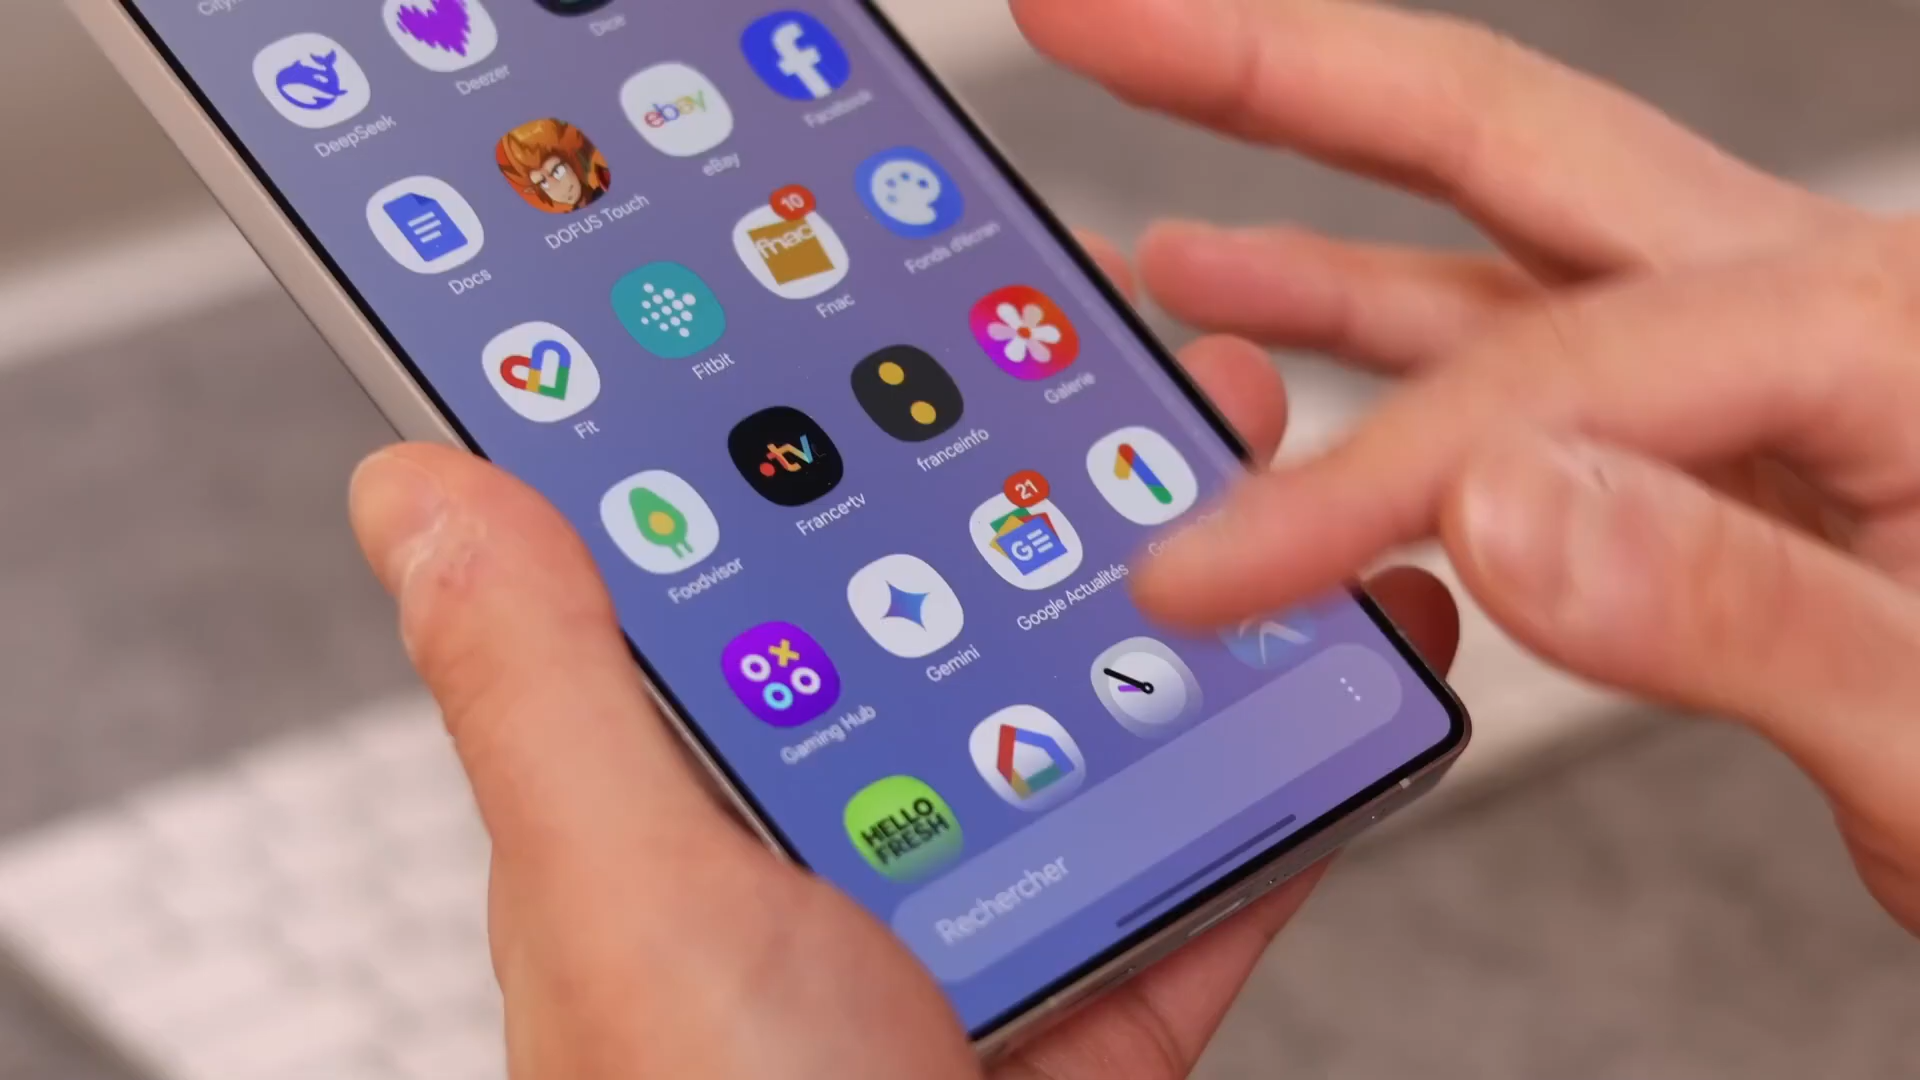 DeepSeek
Deezer
Dice
Facebook
Docs
DOFUS Touch
ebay
eBay
10
fnac
Fnac
Fonds d'écran
Fit
Fitbit
franceinfo
Galerie
Foodvisor
•tv
France•tv
21
G
Google Actualités
Gaming Hub
Gemini
HELLO
FRESH
Rechercher